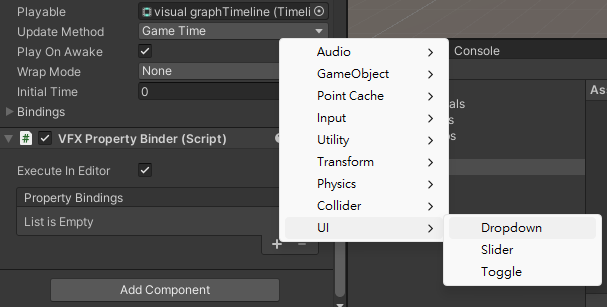 Playable
visual graphTimeline (Timeli
Update Method
Game Time
Play On Awake
Wrap Mode
None
Initial Time
0
Bindings
# VFX Property Binder (Script)
Execute In Editor
Property Bindings
List is Empty
+ −
Add Component
Audio
GameObject
Point Cache
Input
Utility
Transform
Physics
Collider
UI
Dropdown
Slider
Toggle
Console
As
als
s
os